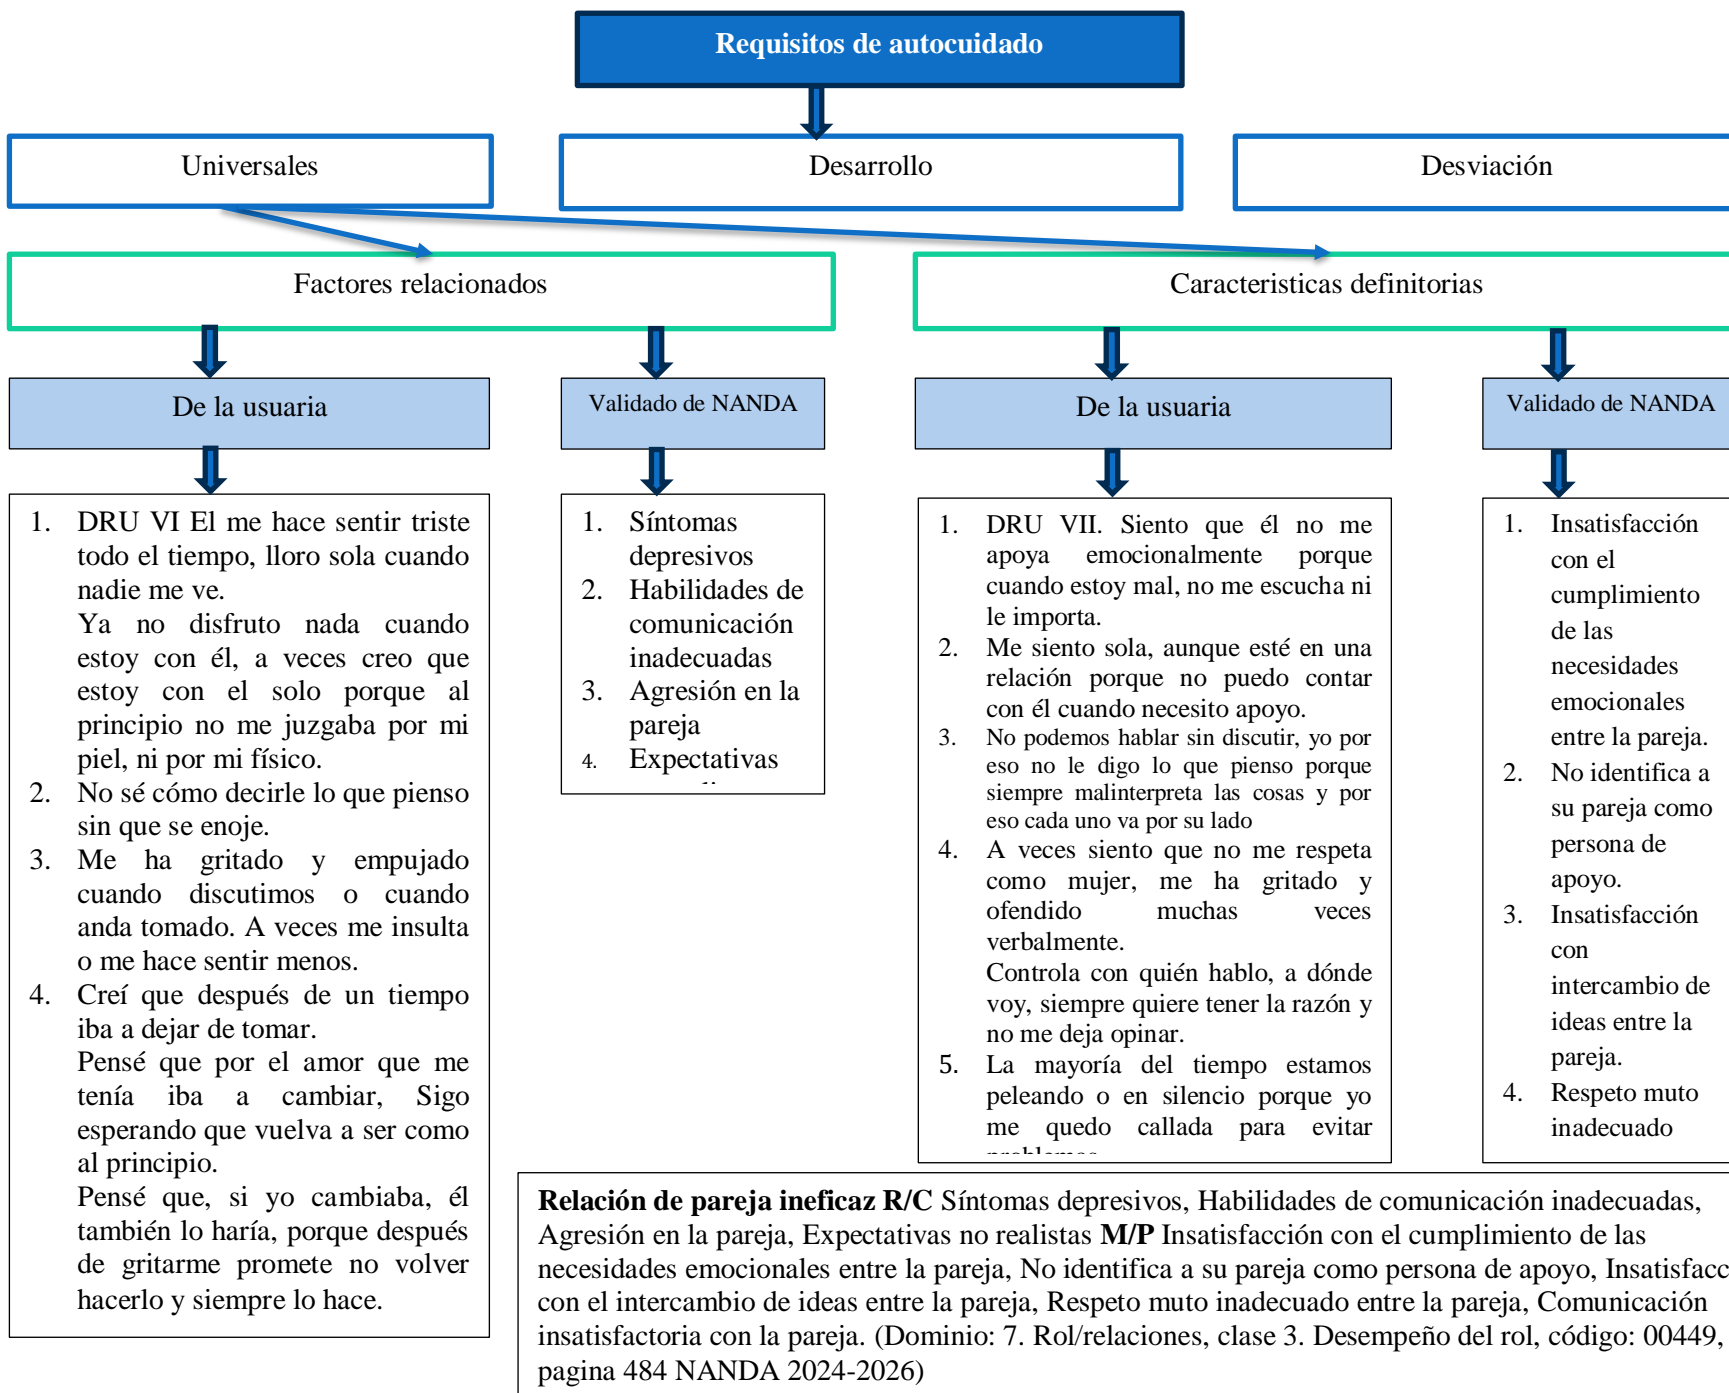 Requisitos de autocuidado
Universales
Desarrollo
Desviación
Factores relacionados
Caracteristicas definitorias
De la usuaria
Validado de NANDA
De la usuaria
Validado de NANDA
1. DRU VI El me hace sentir triste
todo el tiempo, lloro sola cuando
nadie me ve.
Ya no disfruto nada cuando
estoy con él, a veces creo que
estoy con el solo porque al
principio no me juzgaba por mi
piel, ni por mi físico.
2. No sé cómo decirle lo que pienso
sin que se enoje.
3. Me ha gritado y empujado
cuando discutimos o cuando
anda tomado. A veces me insulta
o me hace sentir menos.
4. Creí que después de un tiempo
iba a dejar de tomar.
Pensé que por el amor que me
tenía iba a cambiar, Sigo
esperando que vuelva a ser como
al principio.
Pensé que, si yo cambiaba, él
también lo haría, porque después
de gritarme promete no volver
hacerlo y siempre lo hace.
1. Síntomas
depresivos
2. Habilidades de
comunicación
inadecuadas
3. Agresión en la
pareja
4. Expectativas
1. DRU VII. Siento que él no me
apoya emocionalmente porque
cuando estoy mal, no me escucha ni
le importa.
2. Me siento sola, aunque esté en una
relación porque no puedo contar
con él cuando necesito apoyo.
3. No podemos hablar sin discutir, yo por
eso no le digo lo que pienso porque
siempre malinterpreta las cosas y por
eso cada uno va por su lado
4. A veces siento que no me respeta
como mujer, me ha gritado y
ofendido muchas veces
verbalmente.
Controla con quién hablo, a dónde
voy, siempre quiere tener la razón y
no me deja opinar.
5. La mayoría del tiempo estamos
peleando o en silencio porque yo
me quedo callada para evitar
1. Insatisfacción
con el
cumplimiento
de las
necesidades
emocionales
entre la pareja.
2. No identifica a
su pareja como
persona de
apoyo.
3. Insatisfacción
con
intercambio de
ideas entre la
pareja.
4. Respeto muto
inadecuado
Relación de pareja ineficaz R/C Síntomas depresivos, Habilidades de comunicación inadecuadas,
Agresión en la pareja, Expectativas no realistas M/P Insatisfacción con el cumplimiento de las
necesidades emocionales entre la pareja, No identifica a su pareja como persona de apoyo, Insatisfacc
con el intercambio de ideas entre la pareja, Respeto muto inadecuado entre la pareja, Comunicación
insatisfactoria con la pareja. (Dominio: 7. Rol/relaciones, clase 3. Desempeño del rol, código: 00449,
pagina 484 NANDA 2024-2026)